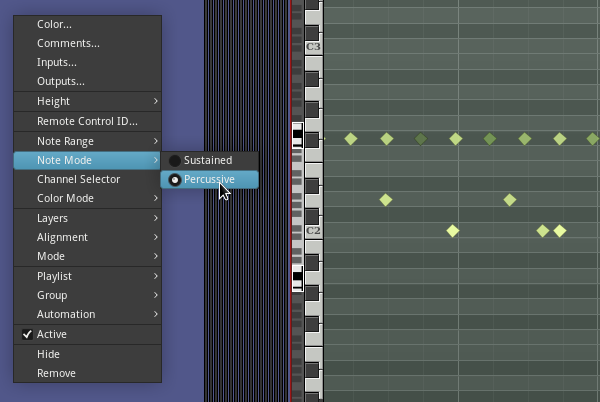 Color...
Comments...
Inputs...
Outputs...
Height
Remote Control ID...
Note Range
Note Mode
Channel Selector
Color Mode
Layers
Alignment
Mode
Playlist
Group
Automation
Active
Hide
Remove
Sustained
Percussive
C3
C2